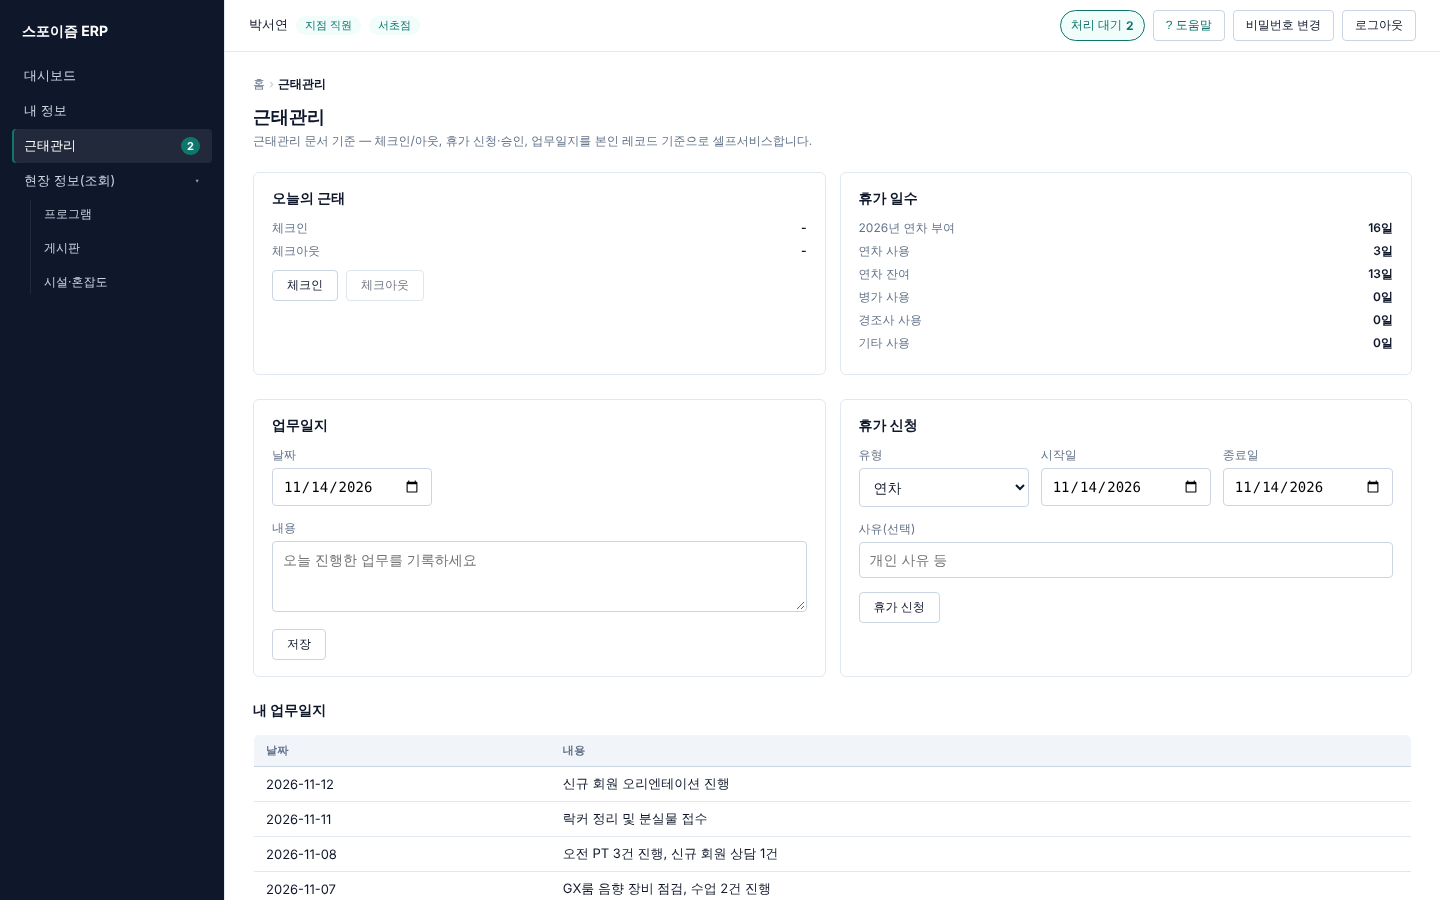 스포이즘 ERP
대시보드
내 정보
근태관리 2
현장 정보(조회)
프로그램
게시판
시설·혼잡도
박서연 지점 직원 서초점
처리 대기 2 ? 도움말 비밀번호 변경 로그아웃
홈 › 근태관리
근태관리
근태관리 문서 기준 — 체크인/아웃, 휴가 신청·승인, 업무일지를 본인 레코드 기준으로 셀프서비스합니다.
오늘의 근태
체크인 -
체크아웃 -
체크인 체크아웃
휴가 일수
2026년 연차 부여 16일
연차 사용 3일
연차 잔여 13일
병가 사용 0일
경조사 사용 0일
기타 사용 0일
업무일지
날짜
11/14/2026
내용
오늘 진행한 업무를 기록하세요
저장
휴가 신청
유형 시작일 종료일
연차 11/14/2026 11/14/2026
사유(선택)
개인 사유 등
휴가 신청
내 업무일지
날짜 내용
2026-11-12 신규 회원 오리엔테이션 진행
2026-11-11 락커 정리 및 분실물 접수
2026-11-08 오전 PT 3건 진행, 신규 회원 상담 1건
2026-11-07 GX룸 음향 장비 점검, 수업 2건 진행